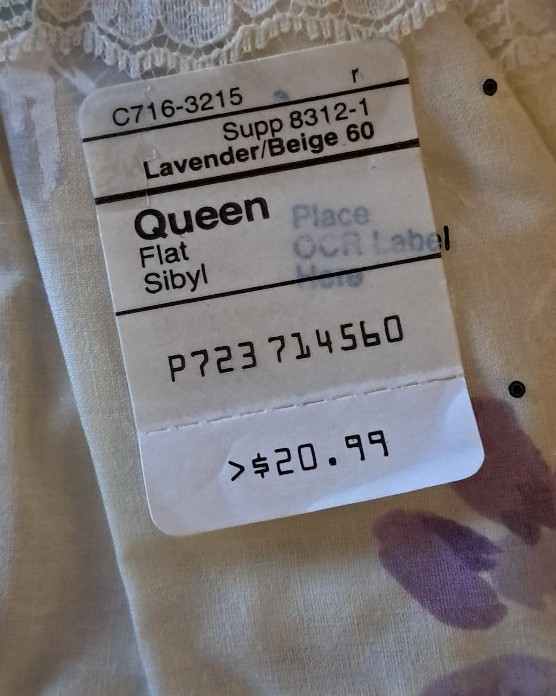 r
C716-3215
Supp 8312-1
Lavender/Beige 60
Queen
Flat
Sibyl
Place
OCR Label
Here
P723 714560
>$20.99